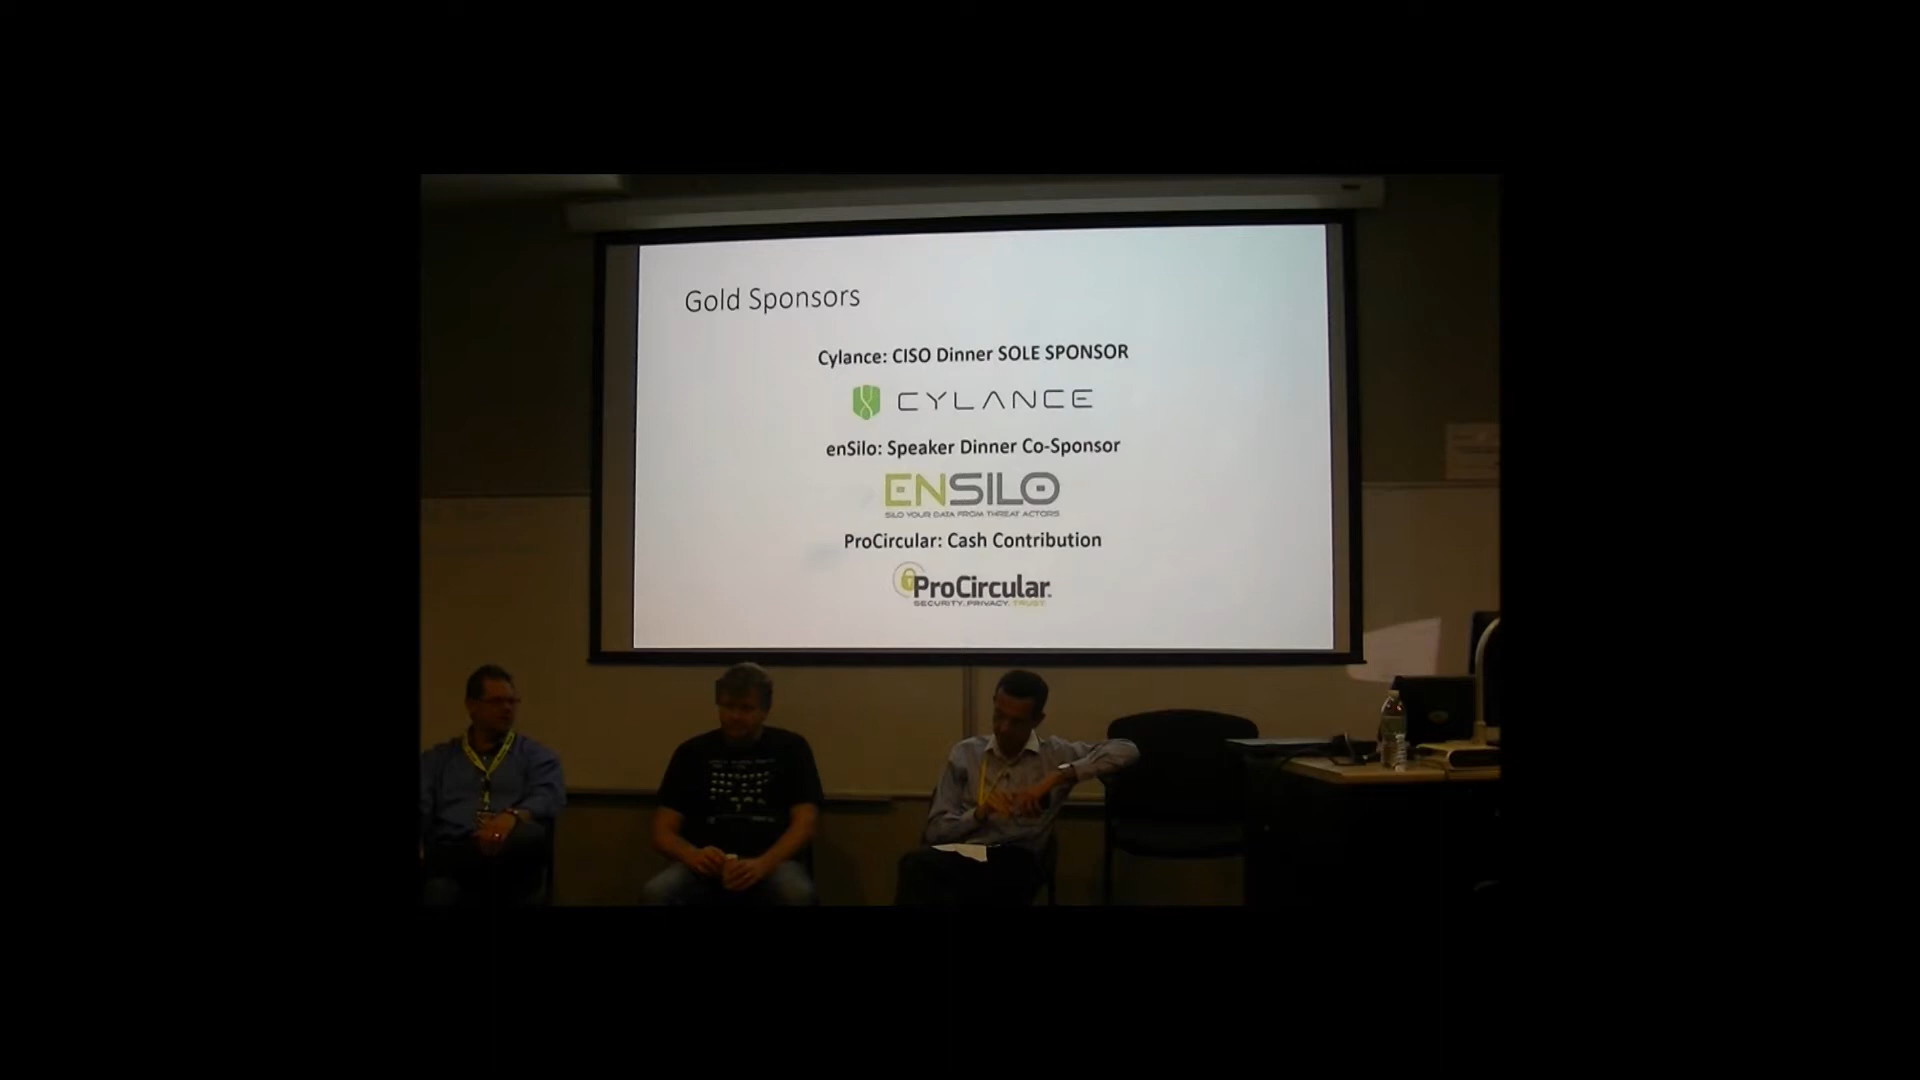 Gold Sponsors
Cylance: CISO Dinner SOLE SPONSOR
CYLANCE
enSilo: Speaker Dinner Co-Sponsor
ENSILO
SILO YOUR DATA FROM THREAT ACTORS
ProCircular: Cash Contribution
ProCircular.
SECURITY. PRIVACY. TRUST.